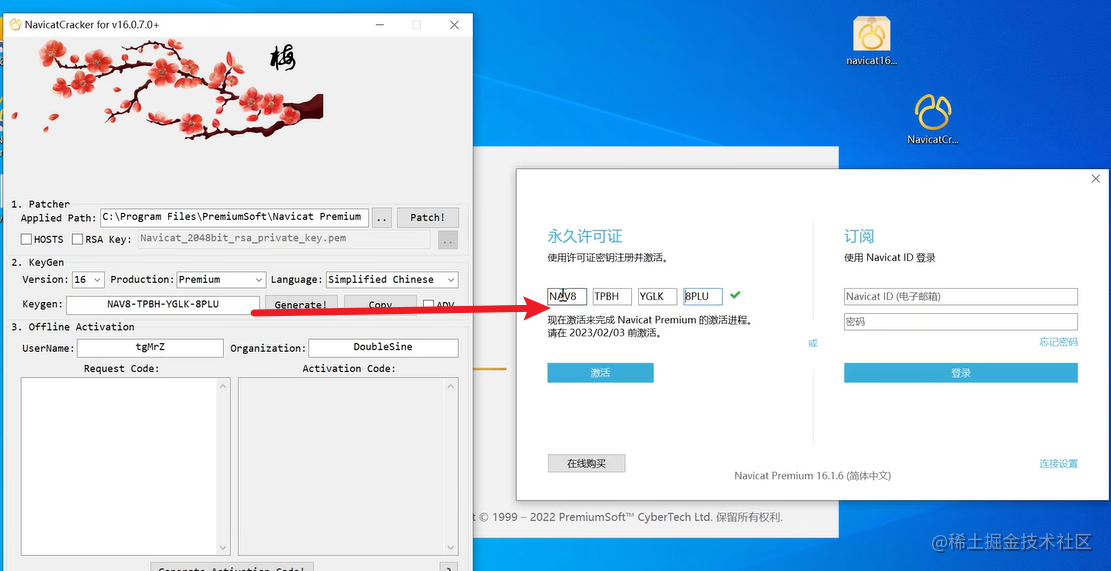 NavicatCracker for v16.0.7.0+
梅
1. Patcher
Applied Path: C:\Program Files\PremiumSoft\Navicat Premium .. Patch!
HOSTS RSA Key: Navicat_2048bit_rsa_private_key.pem ..
2. KeyGen
Version: 16 Production: Premium Language: Simplified Chinese
Keygen: NAV8-TPBH-YGLK-8PLU Generate! Copy ADV
3. Offline Activation
UserName: tgMrZ Organization: DoubleSine
Request Code: Activation Code:
Generate Activation Code! ?
navicat16...
NavicatCr...
永久许可证
使用许可证密钥注册并激活。
NAV8 TPBH YGLK 8PLU
现在激活来完成 Navicat Premium 的激活进程。
请在 2023/02/03 前激活。
激活
或
订阅
使用 Navicat ID 登录
Navicat ID (电子邮箱)
密码
忘记密码
登录
在线购买
Navicat Premium 16.1.6 (简体中文)
连接设置
t © 1999 – 2022 PremiumSoft™ CyberTech Ltd. 保留所有权利.
@稀土掘金技术社区